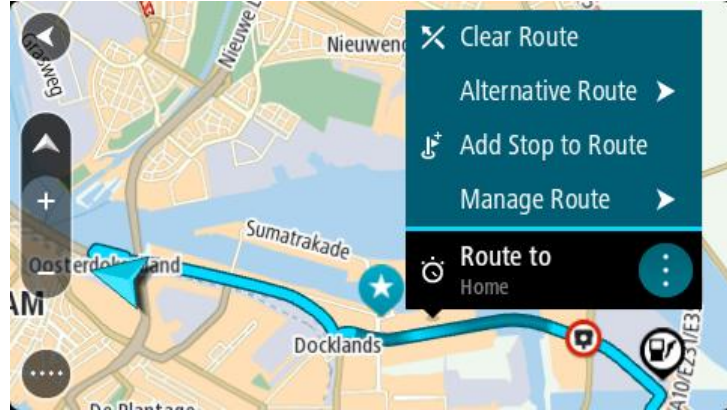 Grasweg
Nieuwe L
Nieuwend
Clear Route
Alternative Route
Add Stop to Route
Manage Route
Sumatrakade
Route to
Home
AM
Docklands
A10/E231/E3
De Plantage